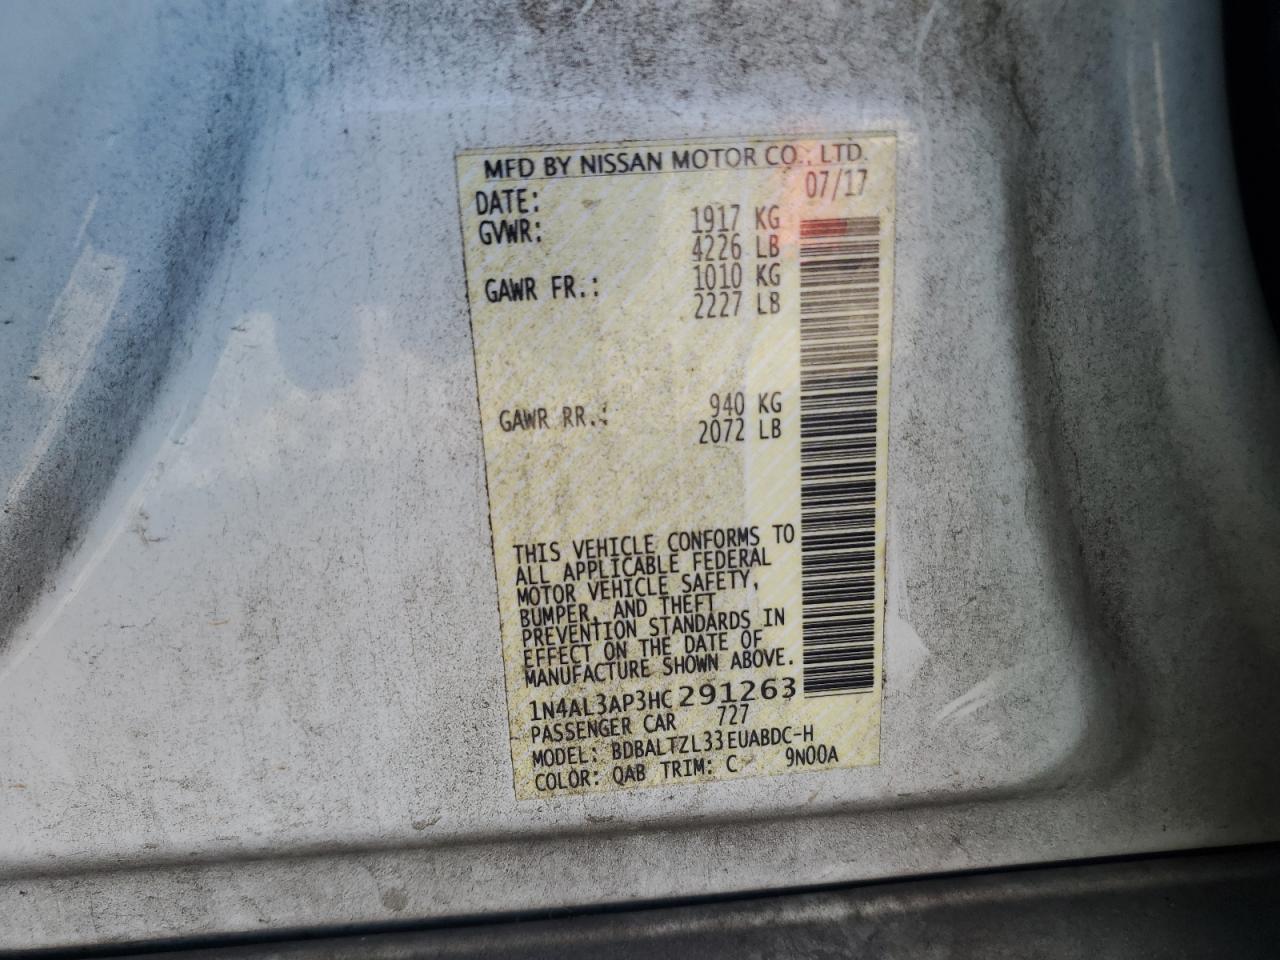 MFD BY NISSAN MOTOR CO., LTD.
DATE: 07/17
GVWR: 1917 KG
4226 LB
GAWR FR.: 1010 KG
2227 LB
GAWR RR.: 940 KG
2072 LB
THIS VEHICLE CONFORMS TO
ALL APPLICABLE FEDERAL
MOTOR VEHICLE SAFETY,
BUMPER, AND THEFT
PREVENTION STANDARDS IN
EFFECT ON THE DATE OF
MANUFACTURE SHOWN ABOVE.
1N4AL3AP3HC291263
PASSENGER CAR 727
MODEL: BDBALTZL33EUABDC-H
COLOR: QAB TRIM: C 9N00A